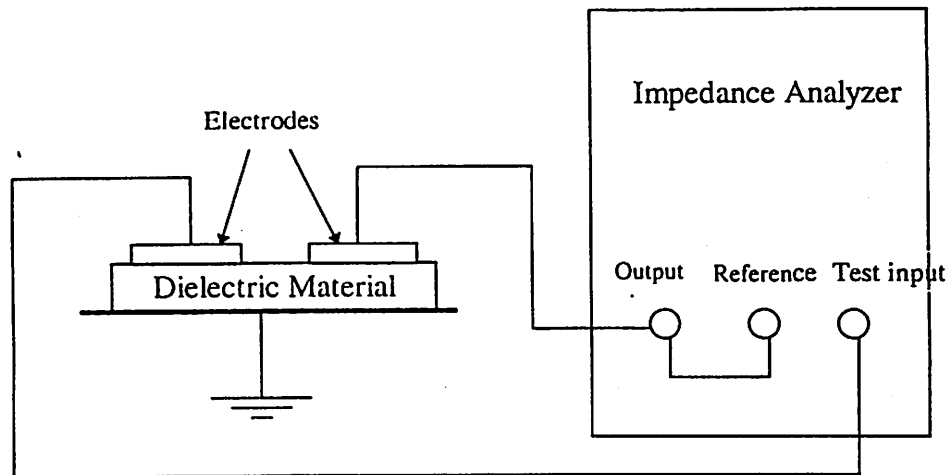 Impedance Analyzer
Electrodes
Output
Reference
Test input
Dielectric Material